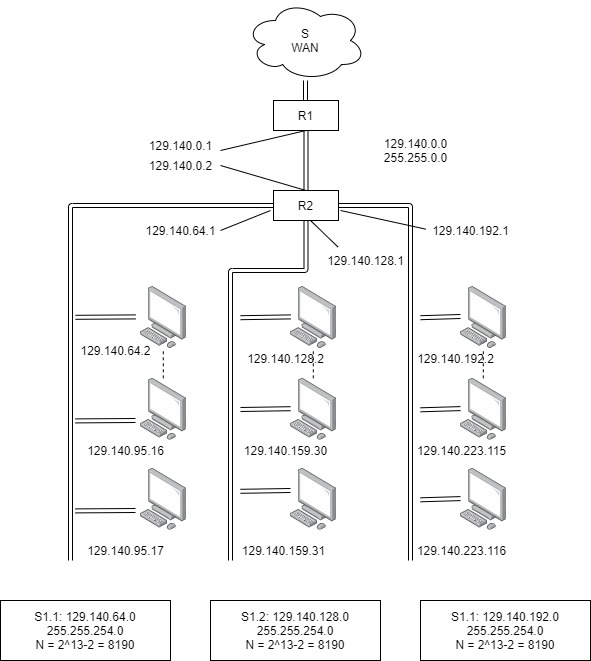 S
WAN
R1
129.140.0.1
129.140.0.0
255.255.0.0
129.140.0.2
R2
129.140.64.1
129.140.192.1
129.140.128.1
129.140.64.2
129.140.128.2
129.140.192.2
129.140.95.16
129.140.159.30
129.140.223.115
129.140.95.17
129.140.159.31
129.140.223.116
S1.1: 129.140.64.0
255.255.254.0
N = 2^13-2 = 8190
S1.2: 129.140.128.0
255.255.254.0
N = 2^13-2 = 8190
S1.1: 129.140.192.0
255.255.254.0
N = 2^13-2 = 8190